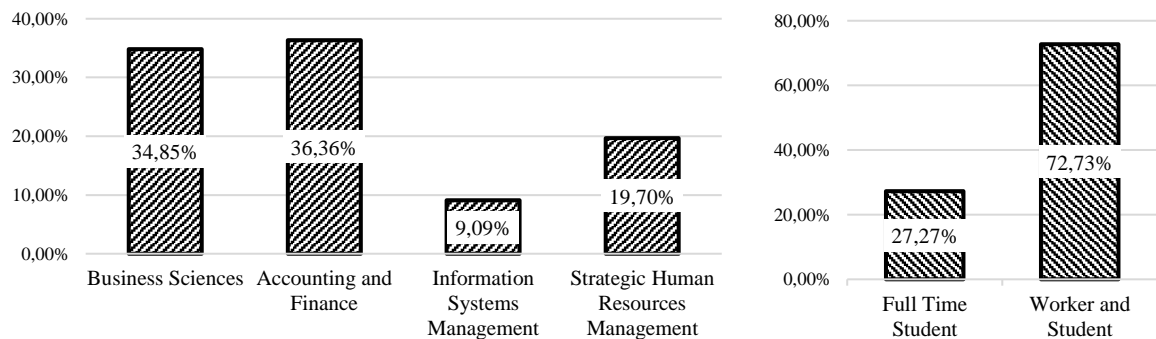 40,00%
30,00%
20,00%
10,00%
0,00%
34,85%
36,36%
9,09%
19,70%
Business Sciences
Accounting and
Finance
Information
Systems
Management
Strategic Human
Resources
Management
80,00%
60,00%
40,00%
20,00%
0,00%
27,27%
72,73%
Full Time
Student
Worker and
Student